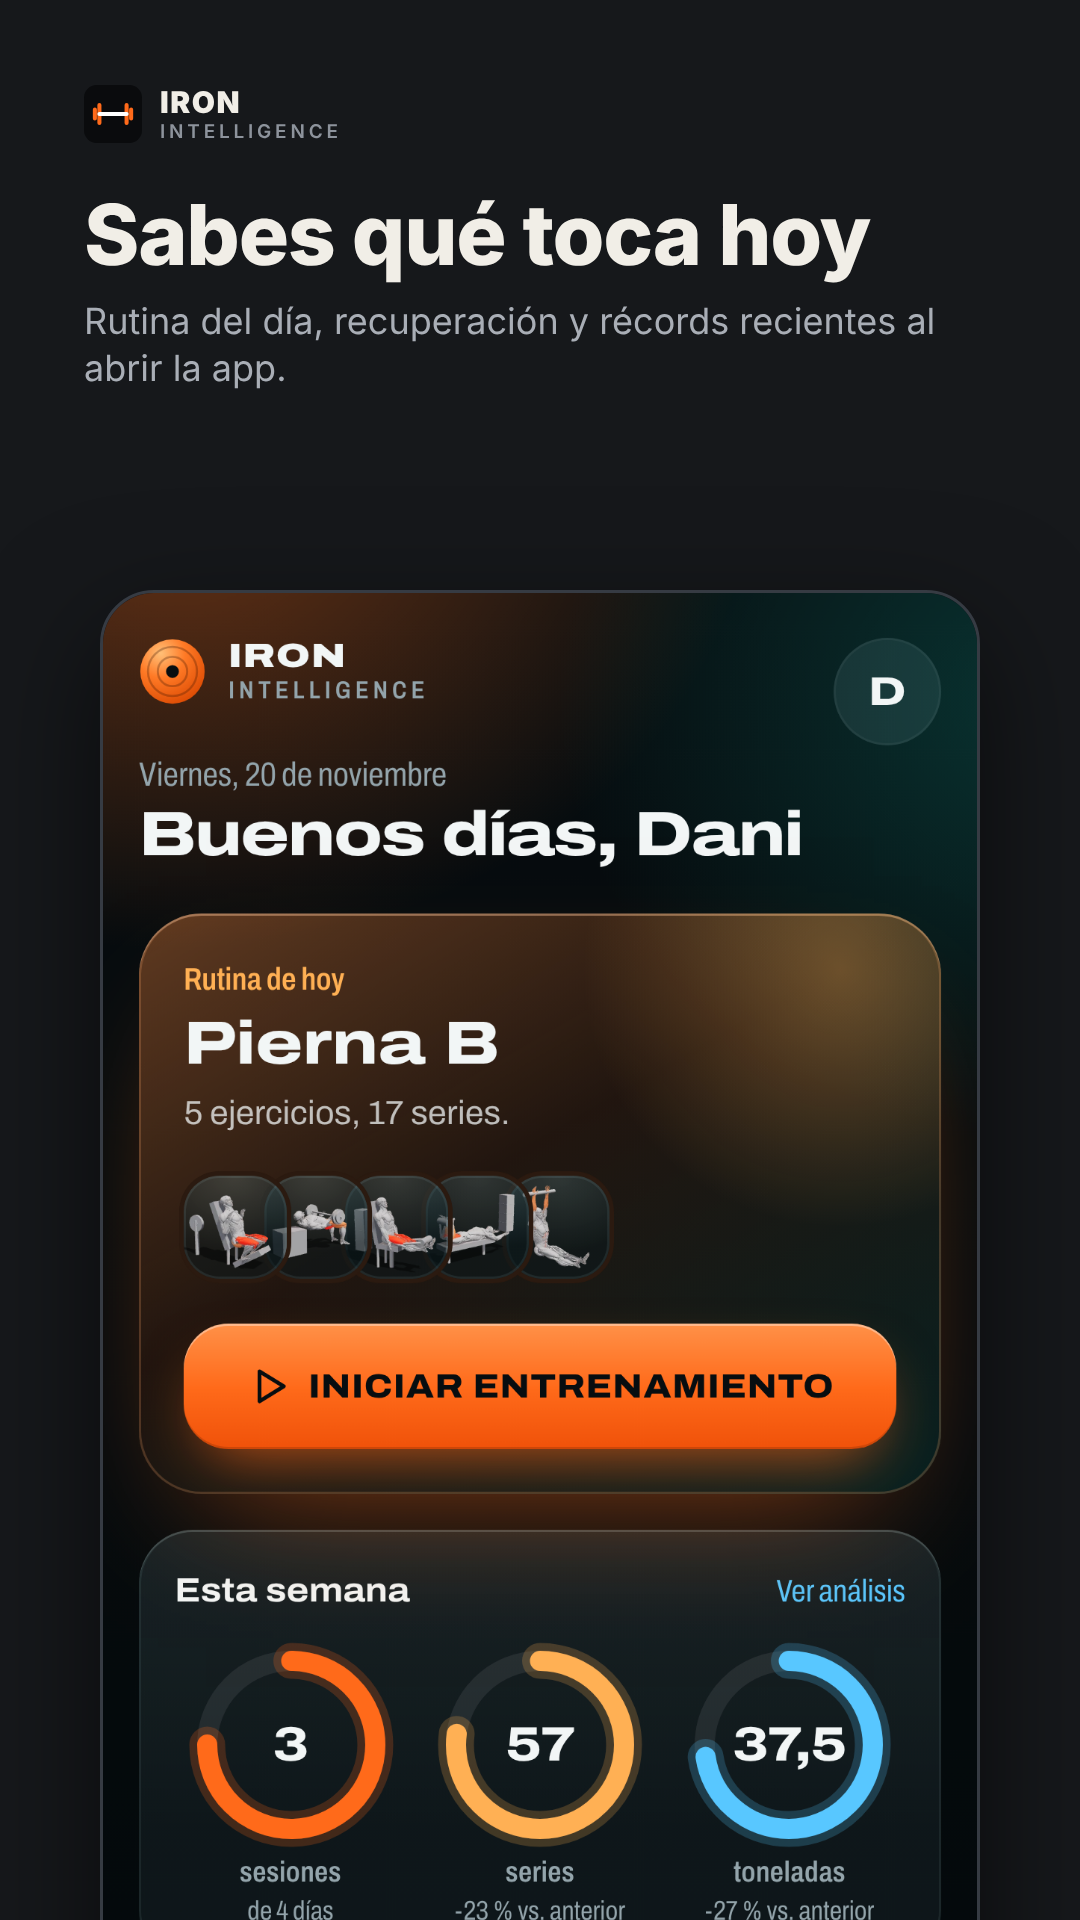 IRON
INTELLIGENCE
Sabes qué toca hoy
Rutina del día, recuperación y récords recientes al
abrir la app.
IRON
INTELLIGENCE
D
Viernes, 20 de noviembre
Buenos días, Dani
Rutina de hoy
Pierna B
5 ejercicios, 17 series.
INICIAR ENTRENAMIENTO
Esta semana
Ver análisis
3
57
37,5
sesiones
series
toneladas
de 4 días
-23 % vs. anterior
-27 % vs. anterior